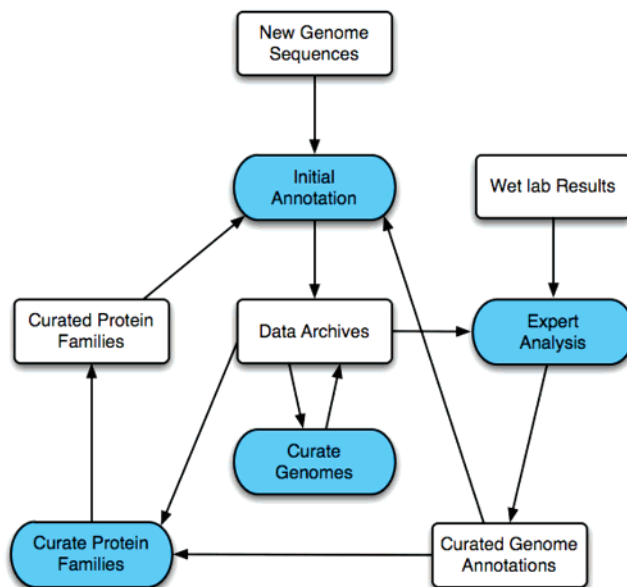 New Genome
Sequences
Initial
Annotation
Wet lab Results
Curated Protein
Families
Data Archives
Expert
Analysis
Curate
Genomes
Curate Protein
Families
Curated Genome
Annotations